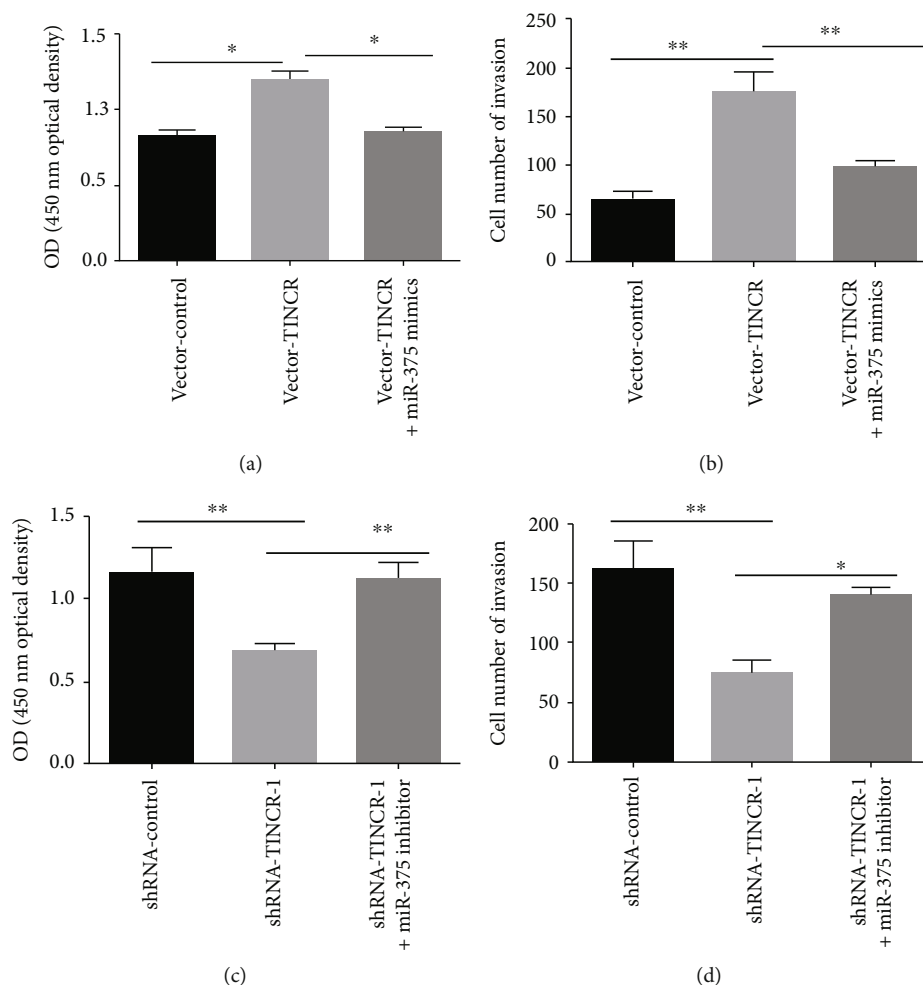 OD (450 nm optical density)
1.5
1.3
0.5
0.0
*
*
Vector-control
Vector-TINCR
Vector-TINCR
+ miR-375 mimics
(a)
Cell number of invasion
250
200
150
100
50
0
**
**
Vector-control
Vector-TINCR
Vector-TINCR
+ miR-375 mimics
(b)
OD (450 nm optical density)
1.5
1.0
0.5
0.0
**
**
shRNA-control
shRNA-TINCR-1
shRNA-TINCR-1
+ miR-375 inhibitor
(c)
Cell number of invasion
200
150
100
50
0
**
*
shRNA-control
shRNA-TINCR-1
shRNA-TINCR-1
+ miR-375 inhibitor
(d)